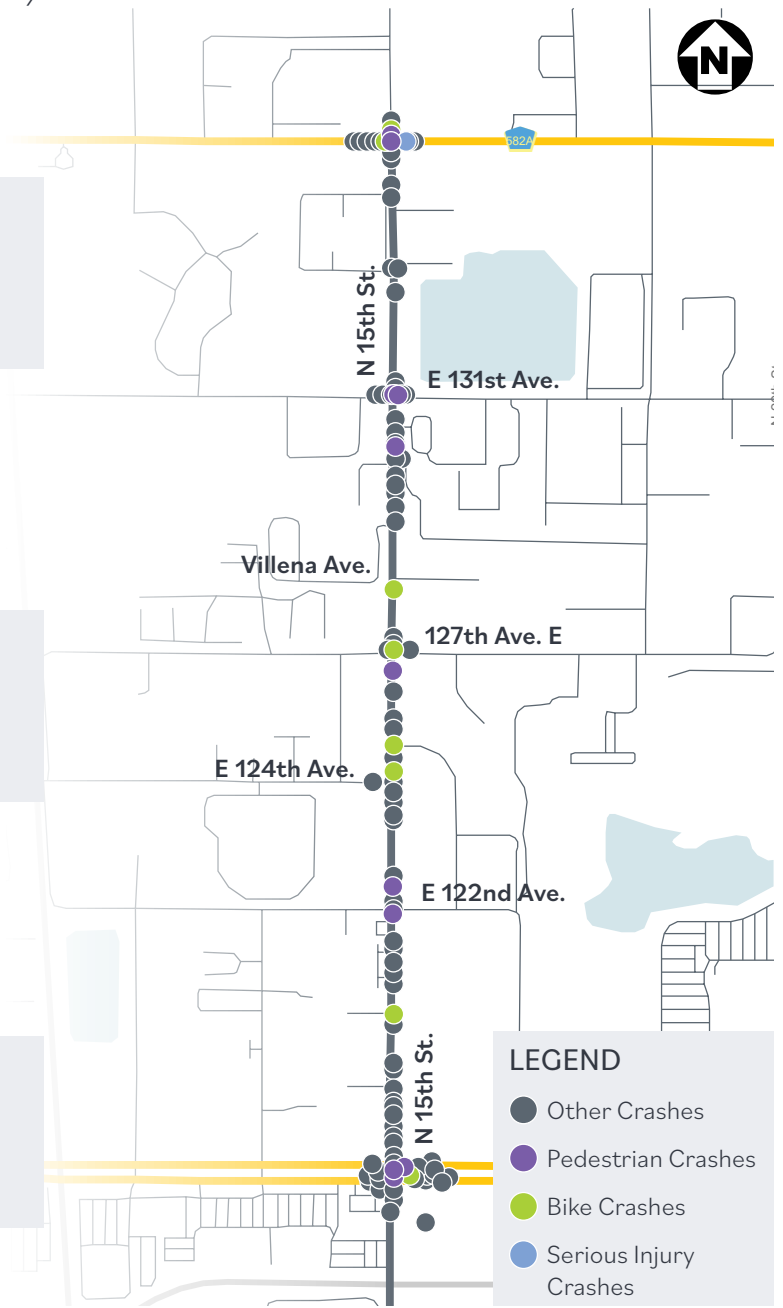 N
582A
N 15th St.
E 131st Ave.
Villena Ave.
127th Ave. E
E 124th Ave.
E 122nd Ave.
N 15th St.
LEGEND
Other Crashes
Pedestrian Crashes
Bike Crashes
Serious Injury
Crashes